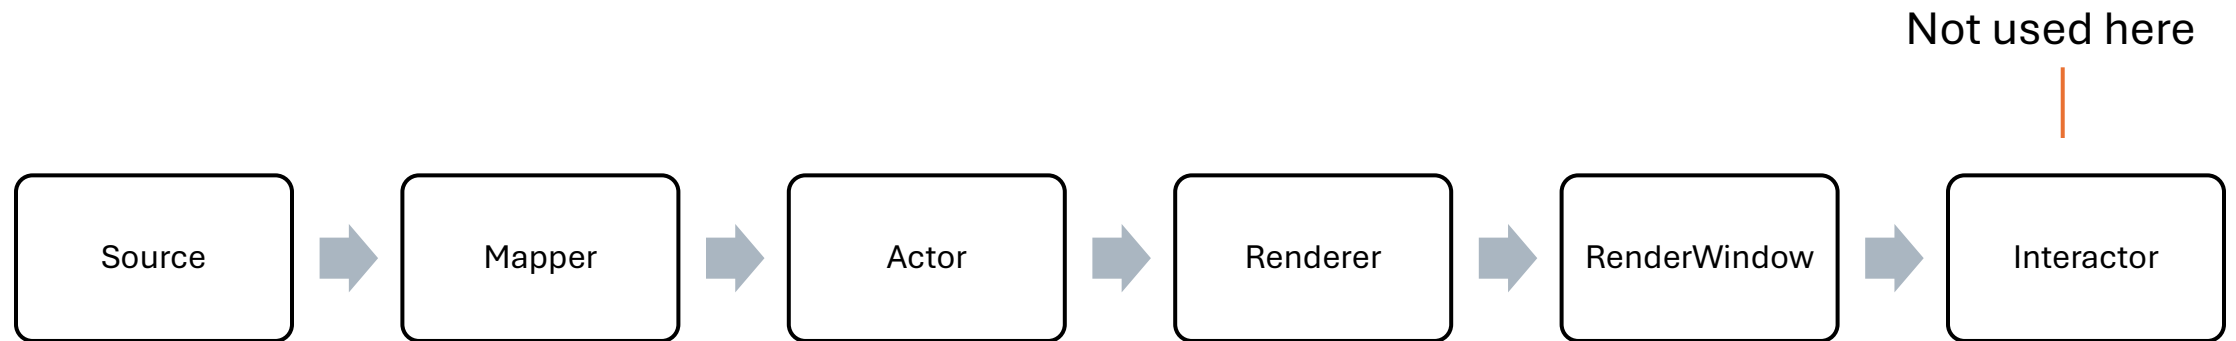 Not used here
Source
Mapper
Actor
Renderer
RenderWindow
Interactor